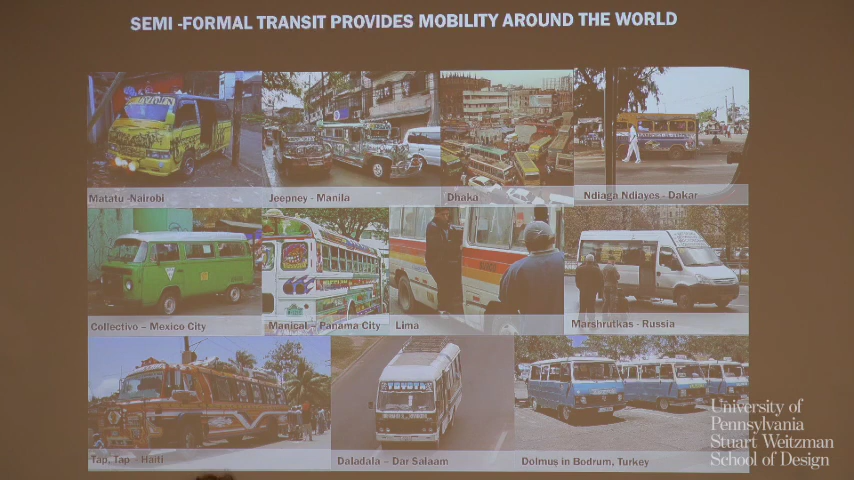 SEMI -FORMAL TRANSIT PROVIDES MOBILITY AROUND THE WORLD
Matatu -Nairobi
Jeepney - Manila
Dhaka
Ndiaga Ndiayes - Dakar
Collectivo – Mexico City
Manical – Panama City
Lima
Marshrutkas - Russia
Tap, Tap – Haiti
Daladala – Dar Salaam
Dolmus in Bodrum, Turkey
University of
Pennsylvania
Stuart Weitzman
School of Design